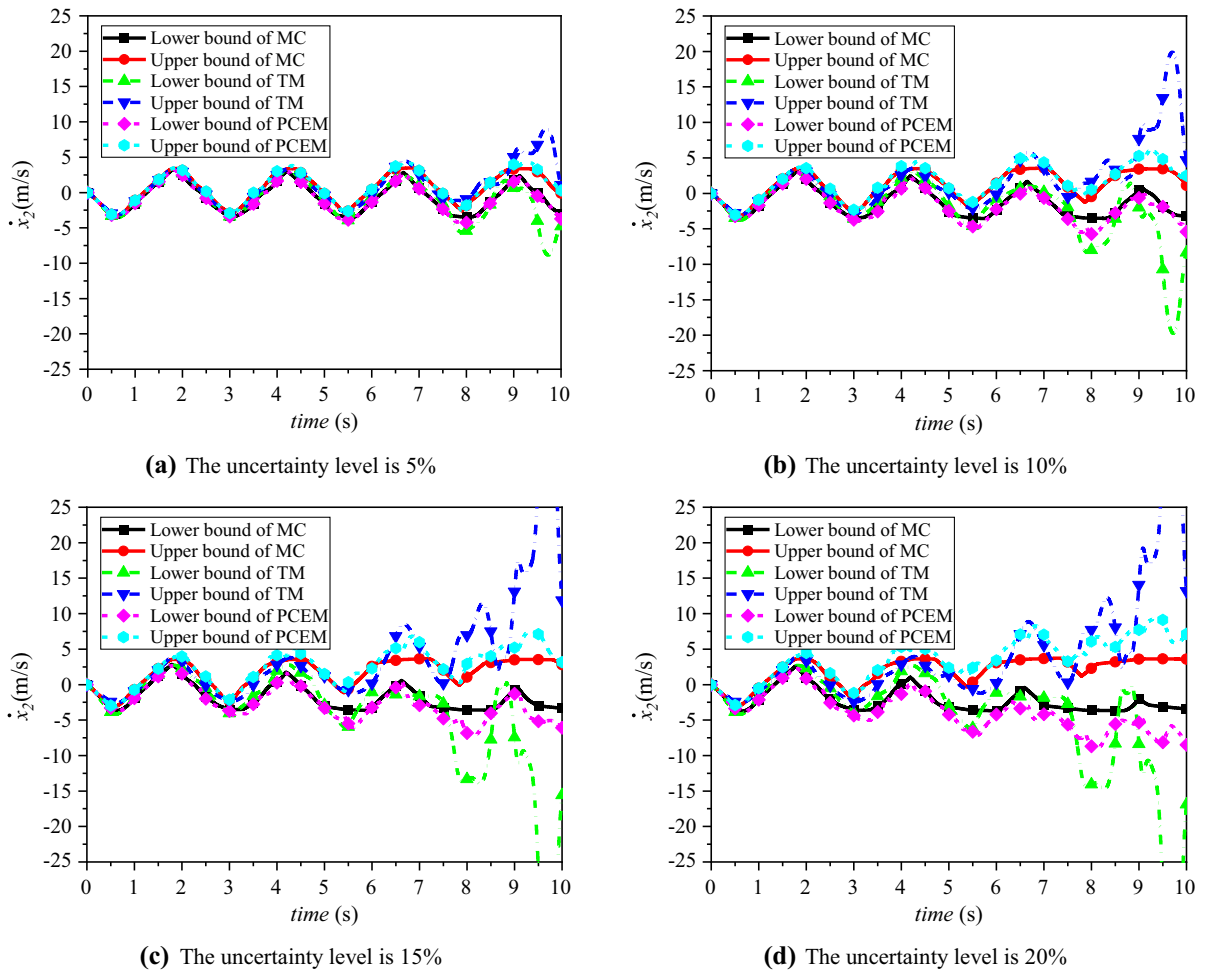 25
20
15
10
5
0
-5
-10
-15
-20
-25
ẋ₂(m/s)
Lower bound of MC
Upper bound of MC
Lower bound of TM
Upper bound of TM
Lower bound of PCEM
Upper bound of PCEM
0 1 2 3 4 5 6 7 8 9 10
time (s)
(a) The uncertainty level is 5%
25
20
15
10
5
0
-5
-10
-15
-20
-25
ẋ₂(m/s)
Lower bound of MC
Upper bound of MC
Lower bound of TM
Upper bound of TM
Lower bound of PCEM
Upper bound of PCEM
0 1 2 3 4 5 6 7 8 9 10
time (s)
(b) The uncertainty level is 10%
25
20
15
10
5
0
-5
-10
-15
-20
-25
ẋ₂(m/s)
Lower bound of MC
Upper bound of MC
Lower bound of TM
Upper bound of TM
Lower bound of PCEM
Upper bound of PCEM
0 1 2 3 4 5 6 7 8 9 10
time (s)
(c) The uncertainty level is 15%
25
20
15
10
5
0
-5
-10
-15
-20
-25
ẋ₂(m/s)
Lower bound of MC
Upper bound of MC
Lower bound of TM
Upper bound of TM
Lower bound of PCEM
Upper bound of PCEM
0 1 2 3 4 5 6 7 8 9 10
time (s)
(d) The uncertainty level is 20%